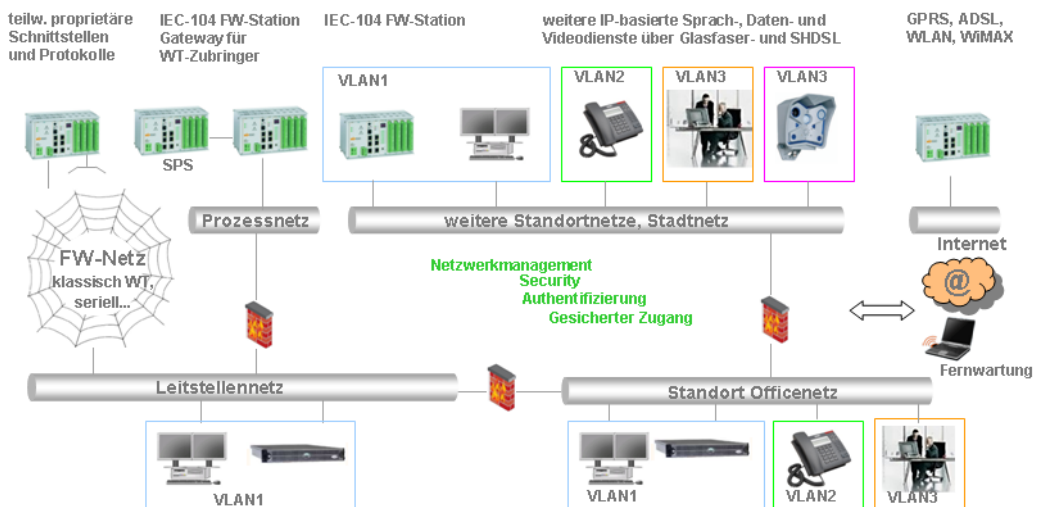 teilw. proprietäre
Schnittstellen
und Protokolle
IEC-104 FW-Station
Gateway für
WT-Zubringer
IEC-104 FW-Station
weitere IP-basierte Sprach-, Daten- und
Videodienste über Glasfaser- und SHDSL
GPRS, ADSL,
WLAN, WiMAX
VLAN1
VLAN2
VLAN3
VLAN3
SPS
Prozessnetz
weitere Standortnetze, Stadtnetz
Internet
FW-Netz
klassisch WT,
seriell...
Netzwerkmanagement
Security
Authentifizierung
Gesicherter Zugang
@
Fernwartung
Leitstellennetz
Standort Officenetz
VLAN1
VLAN1
VLAN2
VLAN3